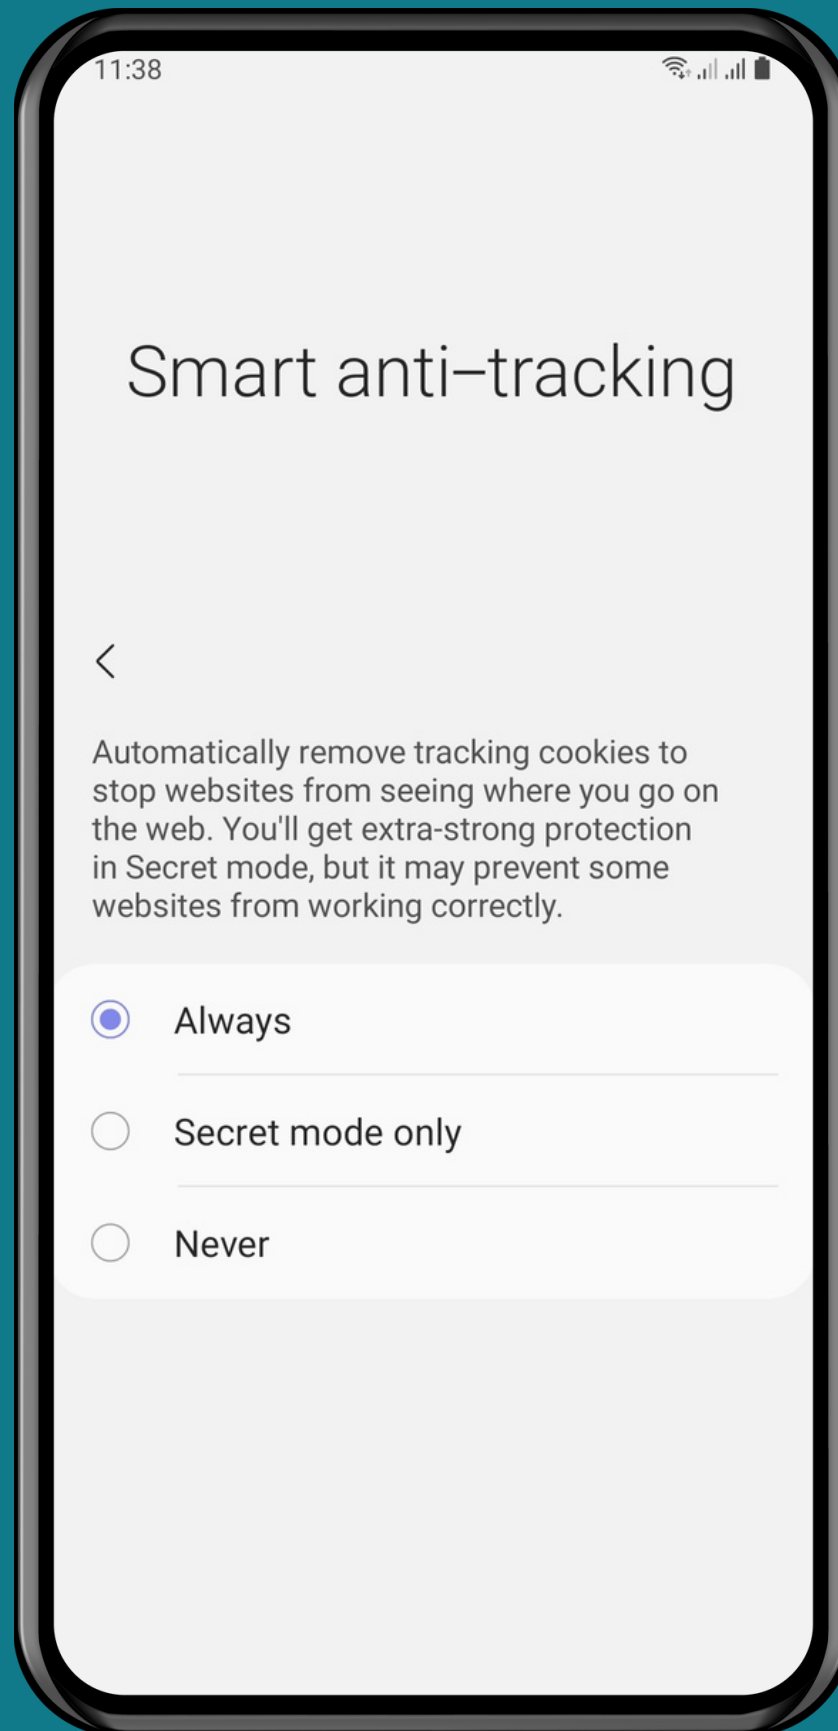 11:38
Smart anti-tracking
Automatically remove tracking cookies to
stop websites from seeing where you go on
the web. You'll get extra-strong protection
in Secret mode, but it may prevent some
websites from working correctly.
Always
Secret mode only
Never